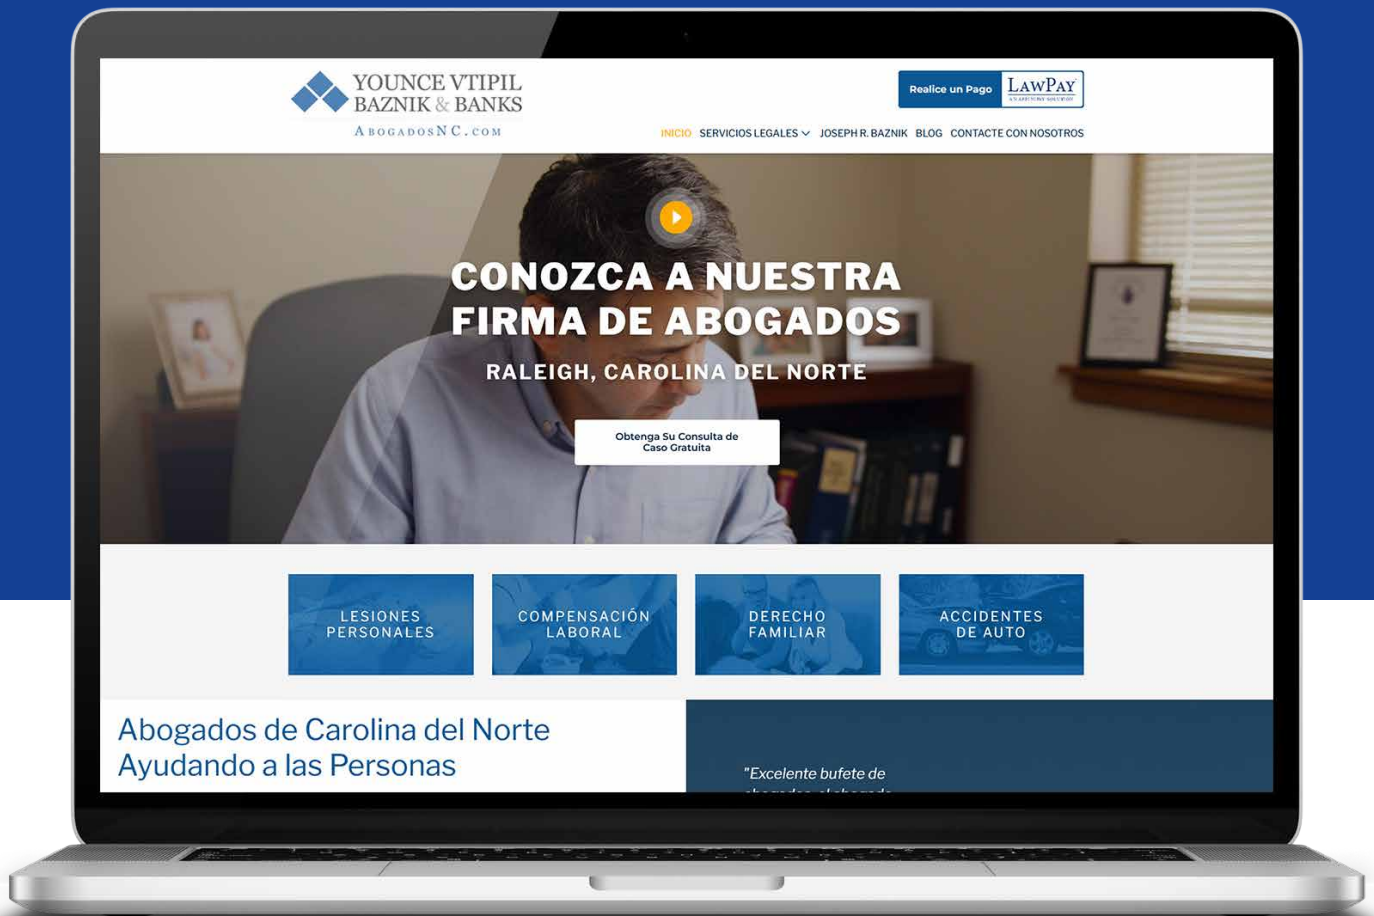 YOUNCE VTIPIL
BAZNIK & BANKS
ABOGADOSNC.COM
Realice un Pago
LAWPAY
INICIO SERVICIOS LEGALES JOSEPH R. BAZNIK BLOG CONTACTE CON NOSOTROS
CONOZCA A NUESTRA
FIRMA DE ABOGADOS
RALEIGH, CAROLINA DEL NORTE
Obtenga Su Consulta de
Caso Gratuita
LESIONES
PERSONALES
COMPENSACIÓN
LABORAL
DERECHO
FAMILIAR
ACCIDENTES
DE AUTO
Abogados de Carolina del Norte
Ayudando a las Personas
"Excelente bufete de